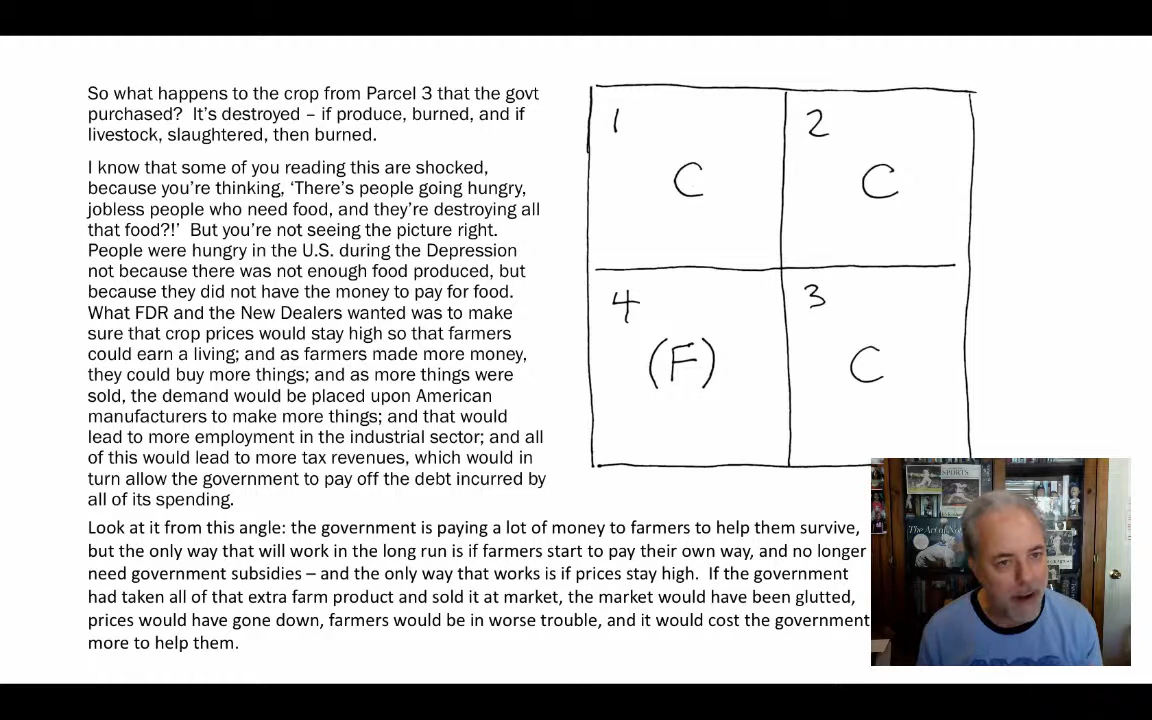 So what happens to the crop from Parcel 3 that the govt
purchased? It's destroyed – if produce, burned, and if
livestock, slaughtered, then burned.
I know that some of you reading this are shocked,
because you're thinking, 'There's people going hungry,
jobless people who need food, and they're destroying all
that food?!' But you're not seeing the picture right.
People were hungry in the U.S. during the Depression
not because there was not enough food produced, but
because they did not have the money to pay for food.
What FDR and the New Dealers wanted was to make
sure that crop prices would stay high so that farmers
could earn a living; and as farmers made more money,
they could buy more things; and as more things were
sold, the demand would be placed upon American
manufacturers to make more things; and that would
lead to more employment in the industrial sector; and all
of this would lead to more tax revenues, which would in
turn allow the government to pay off the debt incurred by
all of its spending.
Look at it from this angle: the government is paying a lot of money to farmers to help them survive,
but the only way that will work in the long run is if farmers start to pay their own way, and no longer
need government subsidies – and the only way that works is if prices stay high. If the government
had taken all of that extra farm product and sold it at market, the market would have been glutted,
prices would have gone down, farmers would be in worse trouble, and it would cost the government
more to help them.
1
C
2
C
4
(F)
3
C
SPORTS
The Art of